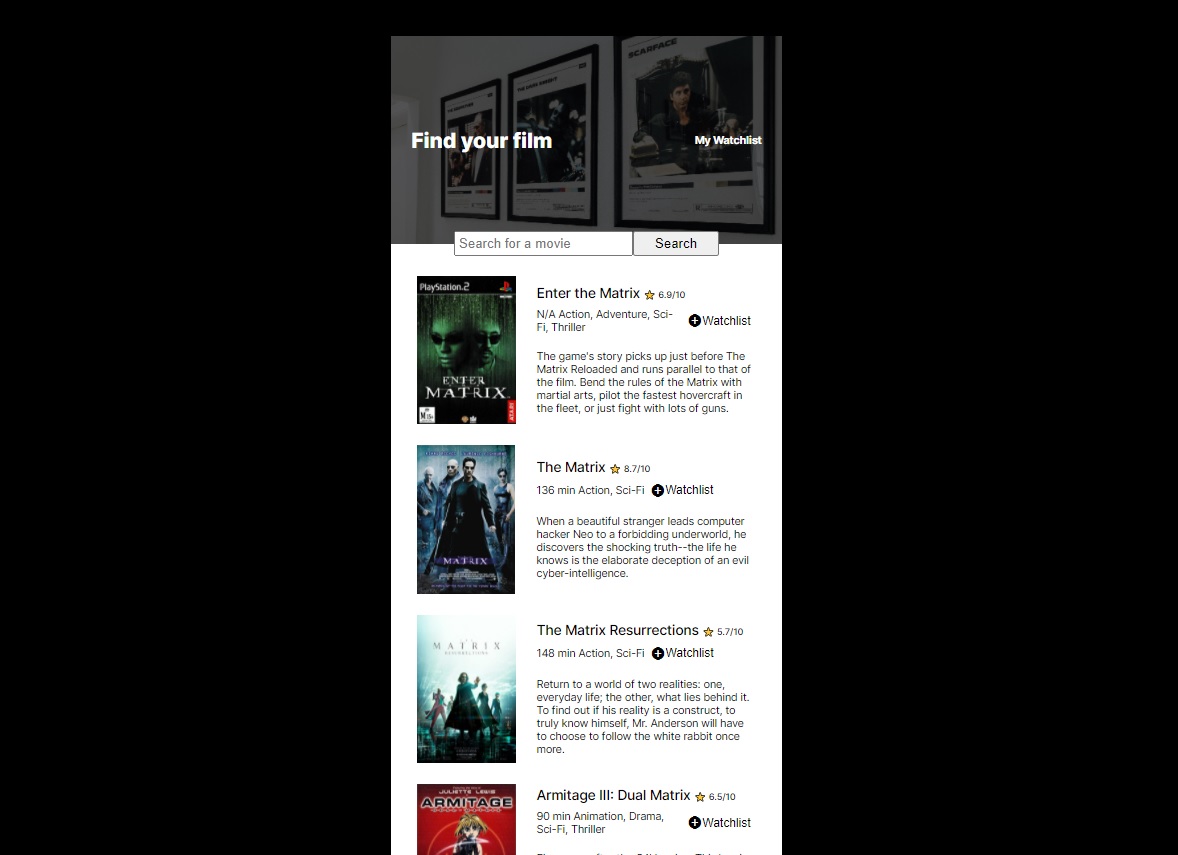 SCARFACE
Find your film
My Watchlist
Search for a movie
Search
PlayStation 2
Enter the Matrix 6.9/10
N/A Action, Adventure, Sci-
Fi, Thriller
Watchlist
The game's story picks up just before The
Matrix Reloaded and runs parallel to that of
the film. Bend the rules of the Matrix with
martial arts, pilot the fastest hovercraft in
the fleet, or just fight with lots of guns.
ENTER
MATRIX
ATARI
The Matrix 8.7/10
136 min Action, Sci-Fi Watchlist
When a beautiful stranger leads computer
hacker Neo to a forbidding underworld, he
discovers the shocking truth--the life he
knows is the elaborate deception of an evil
cyber-intelligence.
MATRIX
The Matrix Resurrections 5.7/10
148 min Action, Sci-Fi Watchlist
Return to a world of two realities: one,
everyday life; the other, what lies behind it.
To find out if his reality is a construct, to
truly know himself, Mr. Anderson will have
to choose to follow the white rabbit once
more.
MATRIX
RESURRECTIONS
Armitage III: Dual Matrix 6.5/10
90 min Animation, Drama,
Sci-Fi, Thriller
Watchlist
JULIETTE LEWIS
ARMITAGE